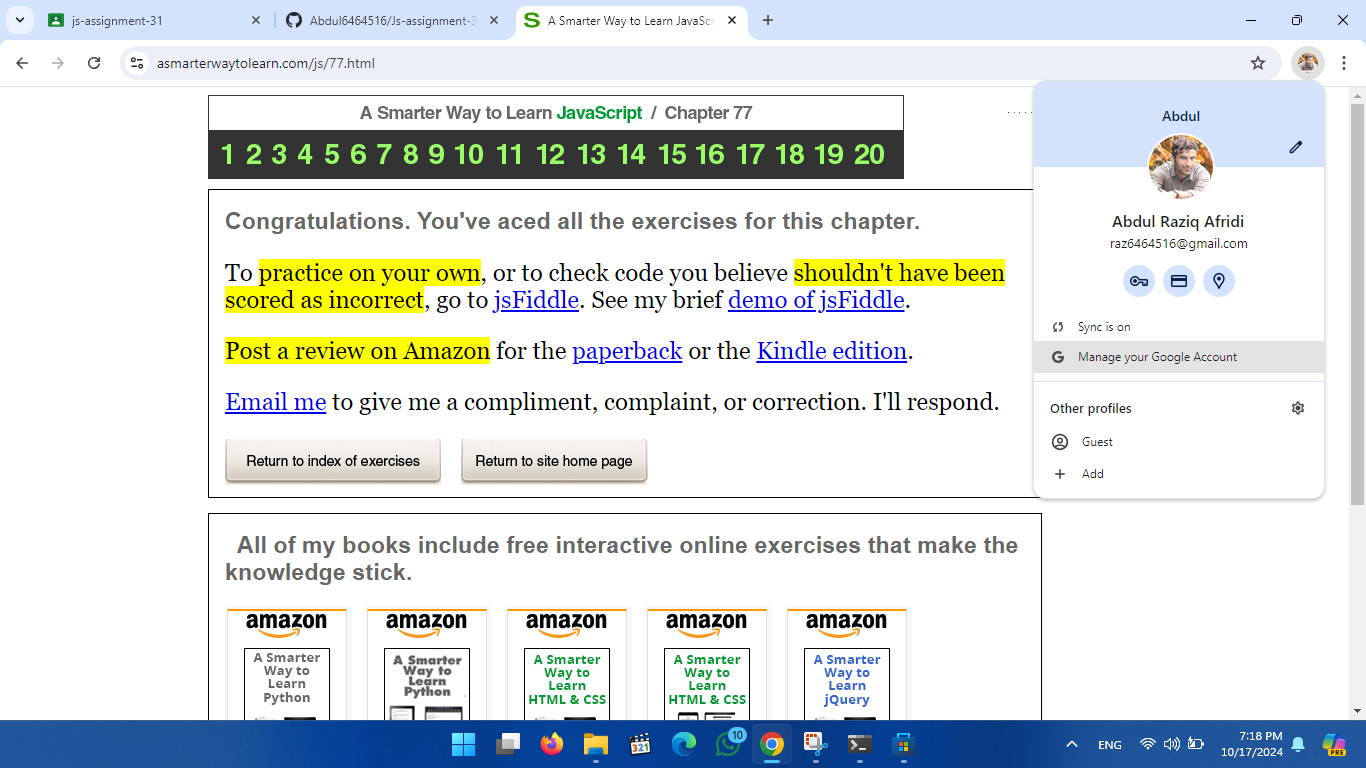 js-assignment-31
Abdul6464516/Js-assignment-3
A Smarter Way to Learn JavaScr
asmarterwaytolearn.com/js/77.html
A Smarter Way to Learn JavaScript / Chapter 77
1 2 3 4 5 6 7 8 9 10 11 12 13 14 15 16 17 18 19 20
Congratulations. You've aced all the exercises for this chapter.
To practice on your own, or to check code you believe shouldn't have been
scored as incorrect, go to jsFiddle. See my brief demo of jsFiddle.
Post a review on Amazon for the paperback or the Kindle edition.
Email me to give me a compliment, complaint, or correction. I'll respond.
Return to index of exercises
Return to site home page
Abdul
Abdul Raziq Afridi
raz6464516@gmail.com
Sync is on
Manage your Google Account
Other profiles
Guest
Add
All of my books include free interactive online exercises that make the
knowledge stick.
amazon
A Smarter
Way to
Learn
Python
amazon
A Smarter
Way to
Learn
Python
amazon
A Smarter
Way to
Learn
HTML & CSS
amazon
A Smarter
Way to
Learn
HTML & CSS
amazon
A Smarter
Way to
Learn
jQuery
321
10
ENG
7:18 PM
10/17/2024
PRE